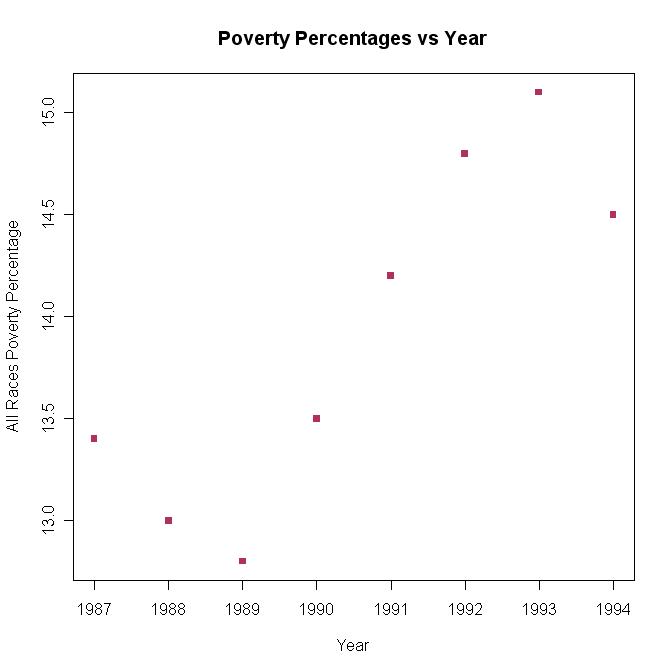 Poverty Percentages vs Year
All Races Poverty Percentage
15.0
14.5
14.0
13.5
13.0
1987 1988 1989 1990 1991 1992 1993 1994
Year